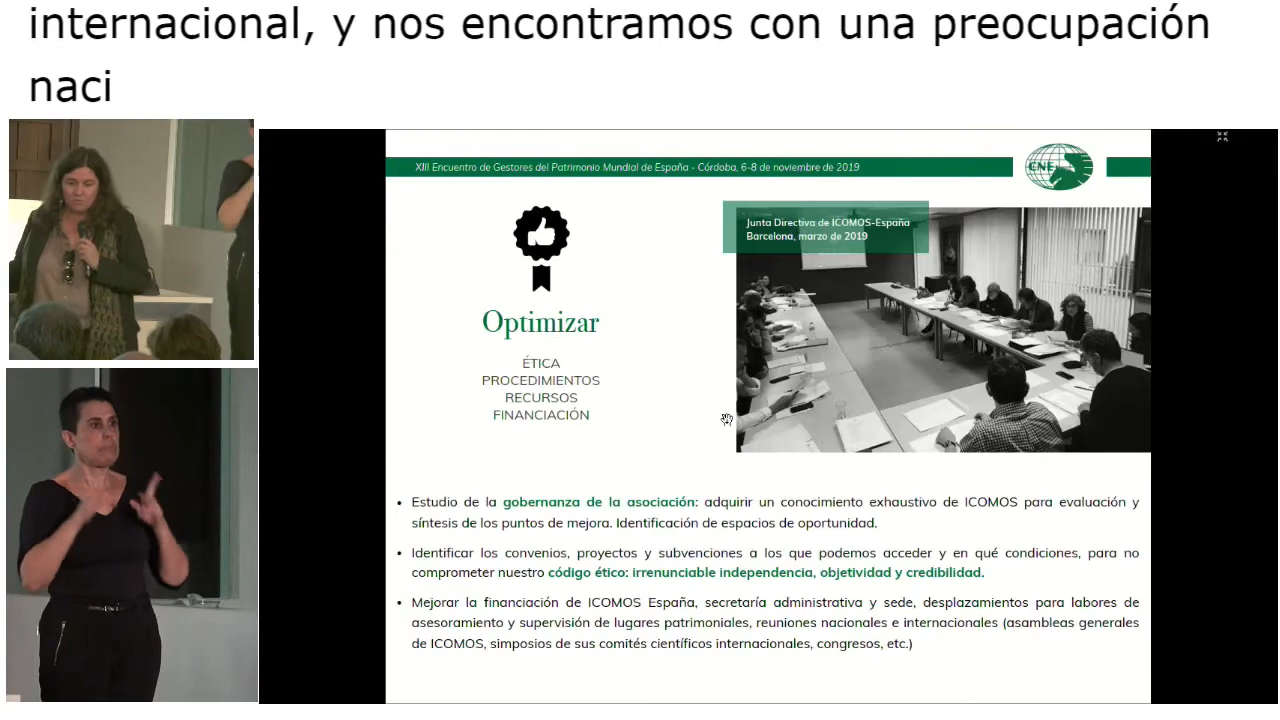 internacional, y nos encontramos con una preocupación
naci
XIII Encuentro de Gestores del Patrimonio Mundial de España - Córdoba, 6-8 de noviembre de 2019
CNE
Junta Directiva de ICOMOS-España
Barcelona, marzo de 2019
Optimizar
ÉTICA
PROCEDIMIENTOS
RECURSOS
FINANCIACIÓN
• Estudio de la gobernanza de la asociación: adquirir un conocimiento exhaustivo de ICOMOS para evaluación y
síntesis de los puntos de mejora. Identificación de espacios de oportunidad.
• Identificar los convenios, proyectos y subvenciones a los que podemos acceder y en qué condiciones, para no
comprometer nuestro código ético: irrenunciable independencia, objetividad y credibilidad.
• Mejorar la financiación de ICOMOS España, secretaría administrativa y sede, desplazamientos para labores de
asesoramiento y supervisión de lugares patrimoniales, reuniones nacionales e internacionales (asambleas generales
de ICOMOS, simposios de sus comités científicos internacionales, congresos, etc.)